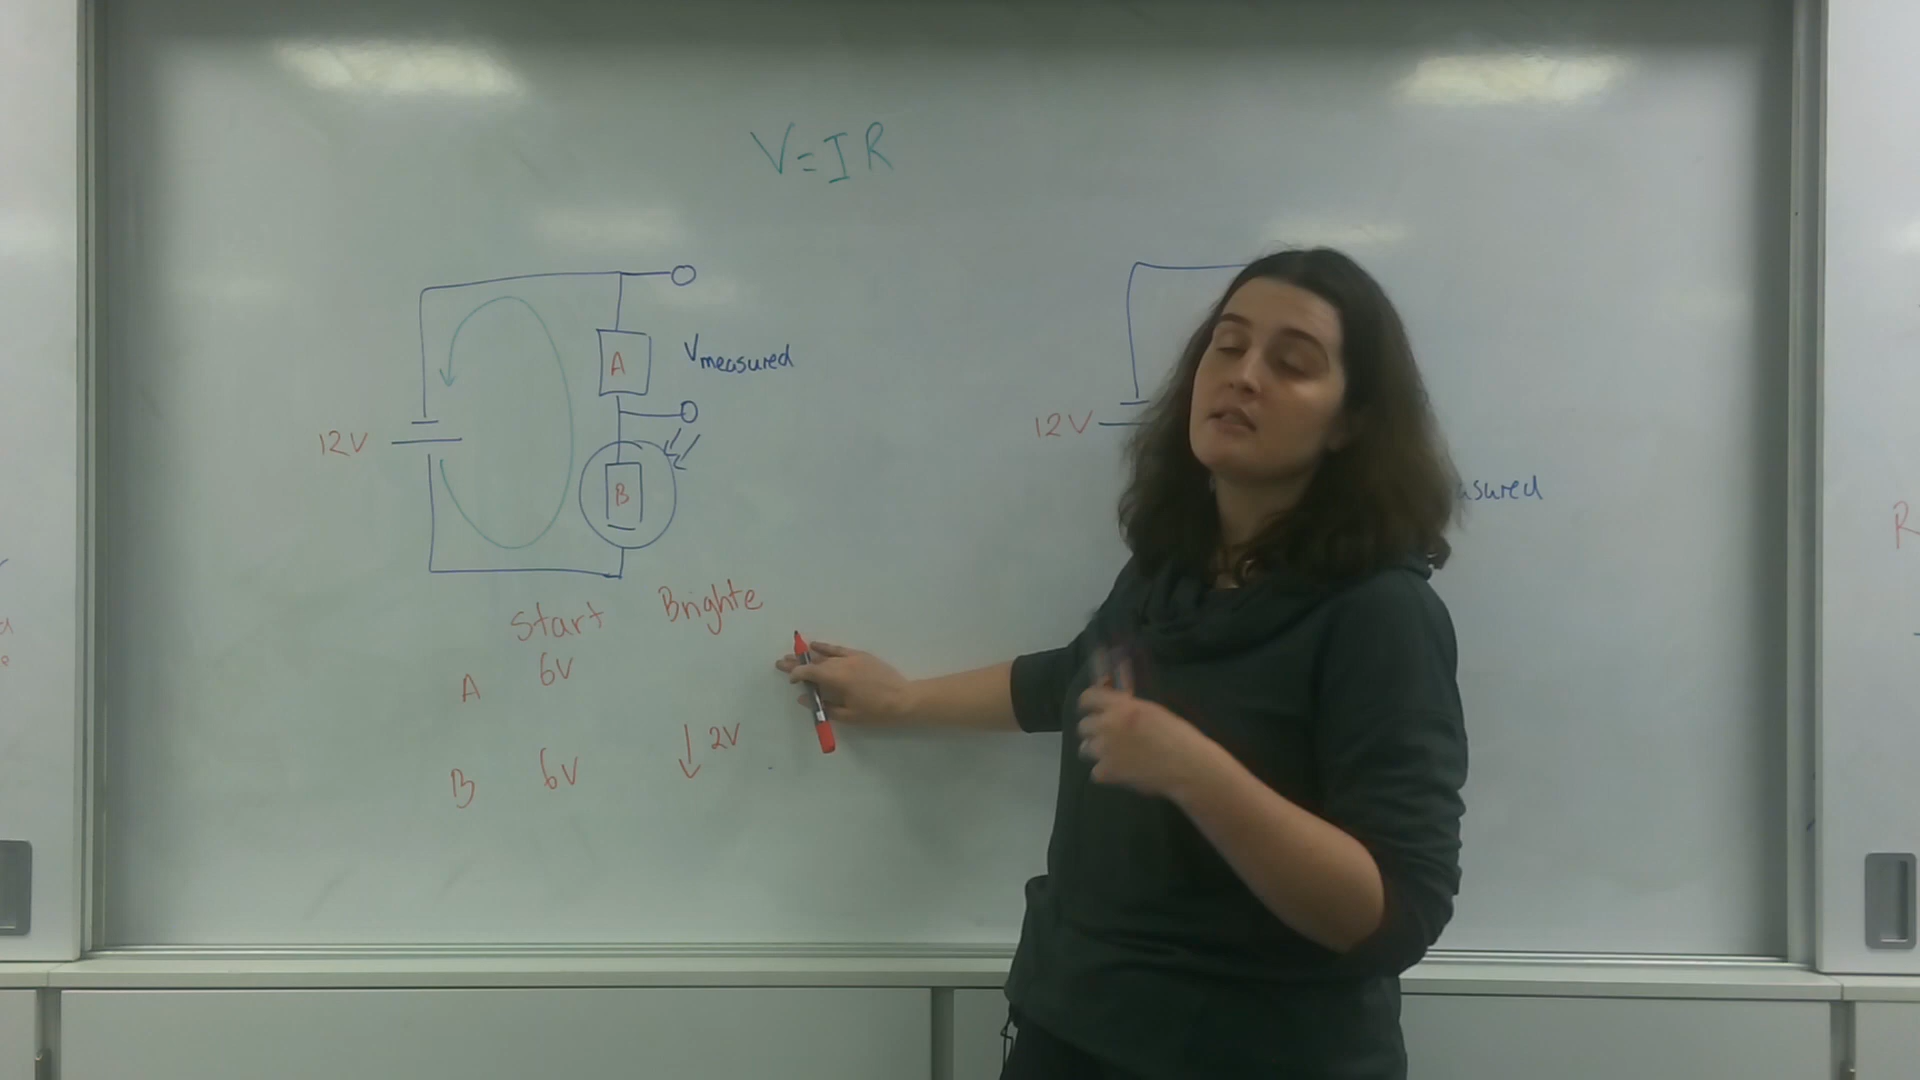 V=IR
A
Vmeasured
12V
B
12V
asured
R
Start Brighte
A 6V
B 6V ↓ 2V